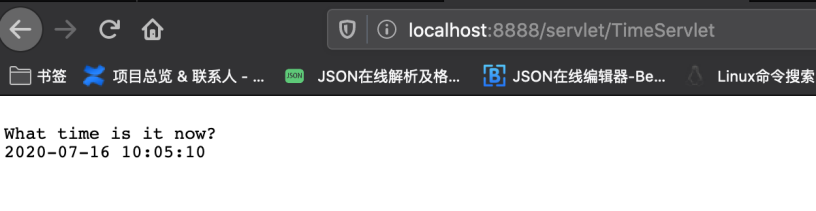 localhost:8888/servlet/TimeServlet
书签 项目总览 & 联系人 - ... JSON JSON在线解析及格... [B] JSON在线编辑器-Be... Linux命令搜索
What time is it now?
2020-07-16 10:05:10